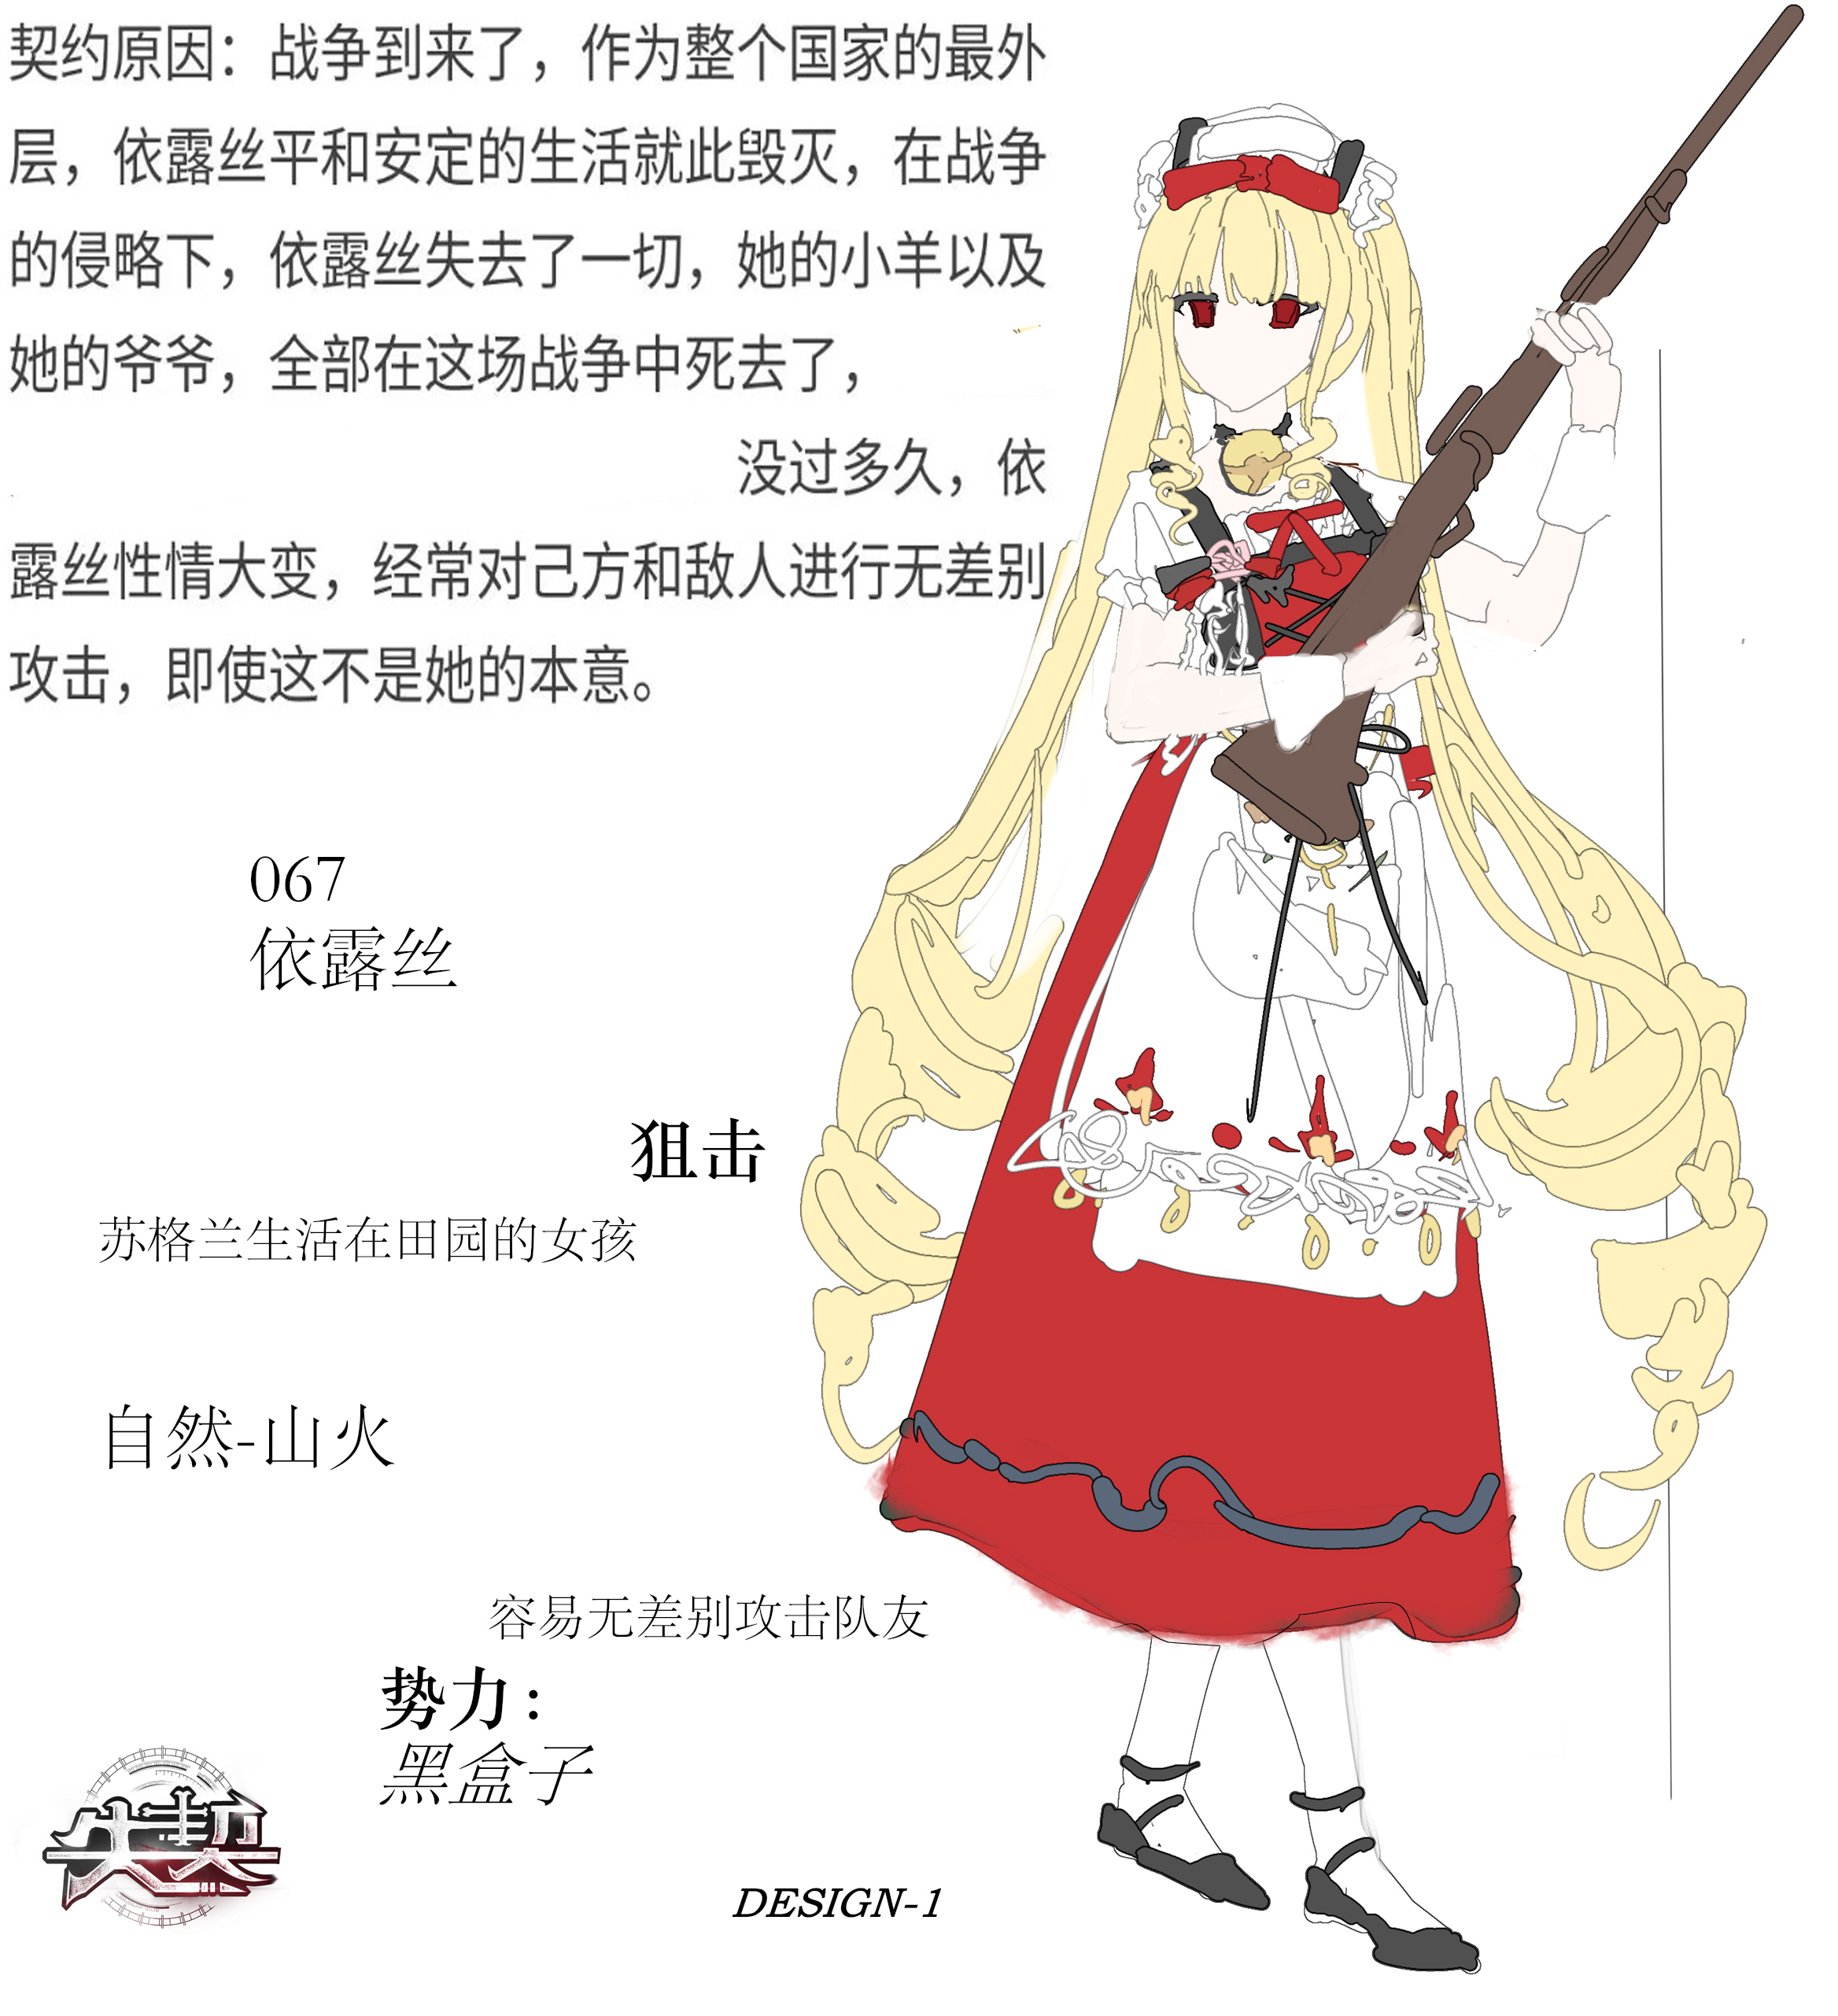 契约原因：战争到来了，作为整个国家的最外
层，依露丝平和安定的生活就此毁灭，在战争
的侵略下，依露丝失去了一切，她的小羊以及
她的爷爷，全部在这场战争中死去了，
没过多久，依
露丝性情大变，经常对己方和敌人进行无差别
攻击，即使这不是她的本意。
067
依露丝
狙击
苏格兰生活在田园的女孩
自然-山火
容易无差别攻击队友
势力：
黑盒子
失契
DESIGN-1